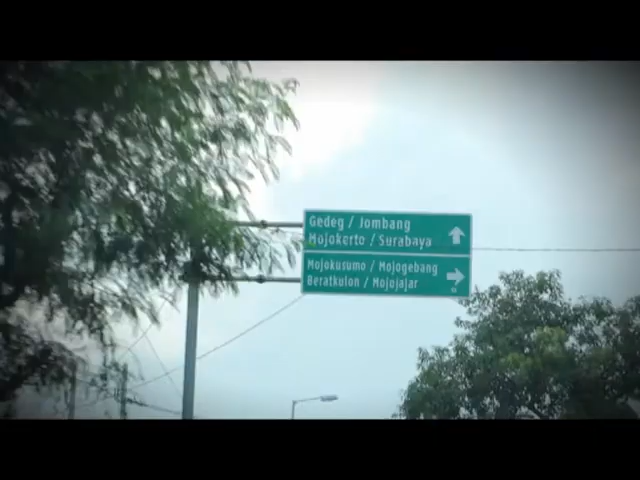 Gedeg / Jombang
Mojokerto / Surabaya
Mojokusumo / Mojogebang
Beratkulon / Mojojajar